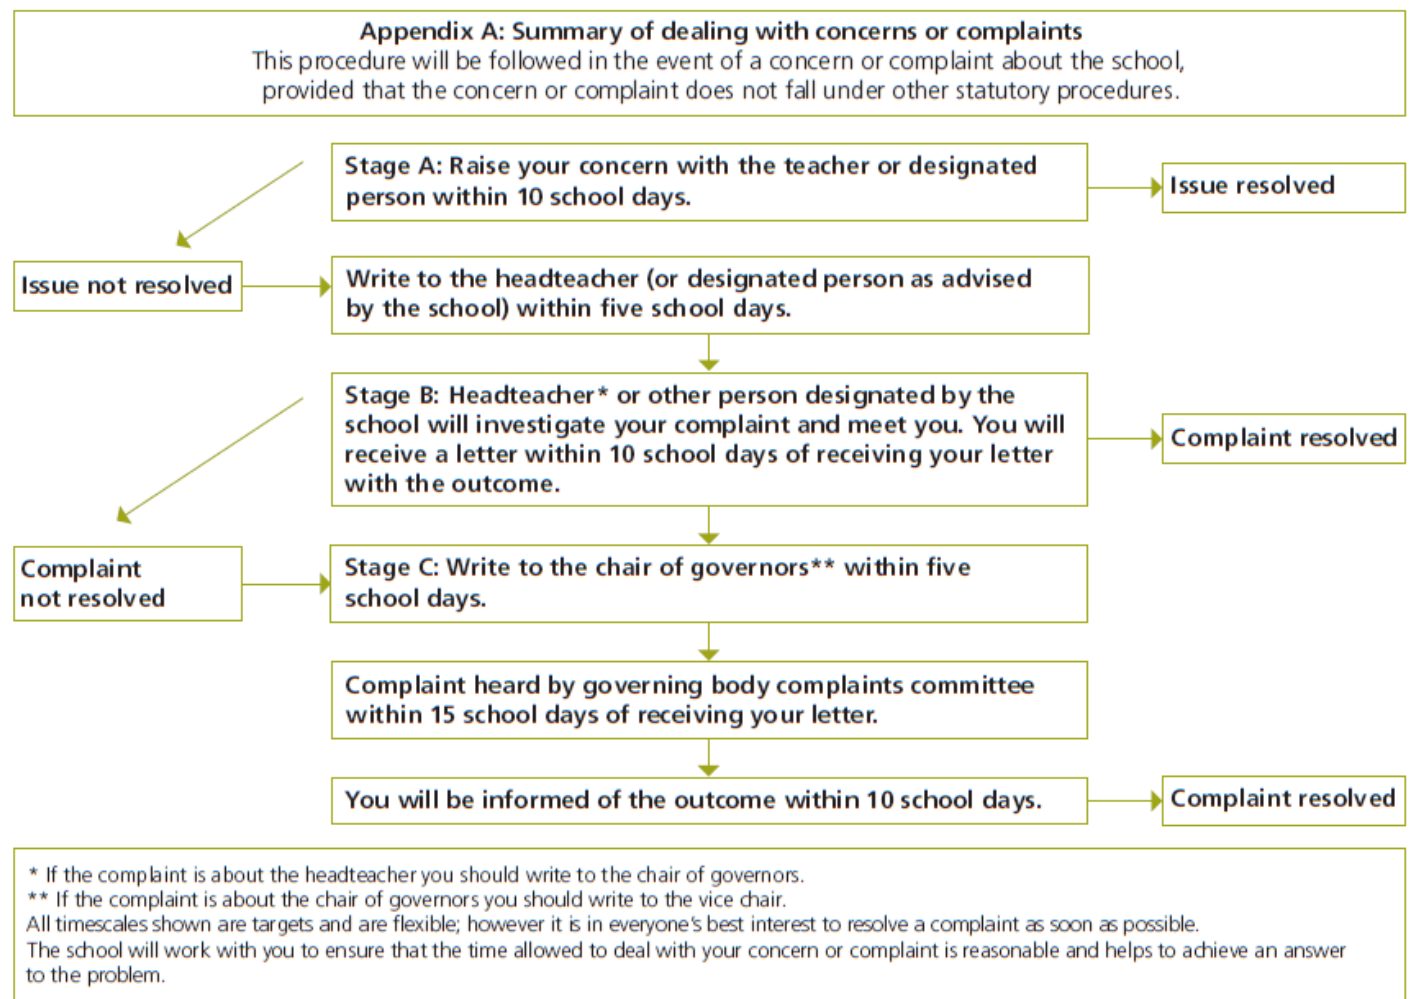 Appendix A: Summary of dealing with concerns or complaints
This procedure will be followed in the event of a concern or complaint about the school,
provided that the concern or complaint does not fall under other statutory procedures.
Stage A: Raise your concern with the teacher or designated
person within 10 school days.
Issue resolved
Issue not resolved
Write to the headteacher (or designated person as advised
by the school) within five school days.
Stage B: Headteacher* or other person designated by the
school will investigate your complaint and meet you. You will
receive a letter within 10 school days of receiving your letter
with the outcome.
Complaint resolved
Complaint
not resolved
Stage C: Write to the chair of governors** within five
school days.
Complaint heard by governing body complaints committee
within 15 school days of receiving your letter.
You will be informed of the outcome within 10 school days.
Complaint resolved
* If the complaint is about the headteacher you should write to the chair of governors.
** If the complaint is about the chair of governors you should write to the vice chair.
All timescales shown are targets and are flexible; however it is in everyone's best interest to resolve a complaint as soon as possible.
The school will work with you to ensure that the time allowed to deal with your concern or complaint is reasonable and helps to achieve an answer
to the problem.